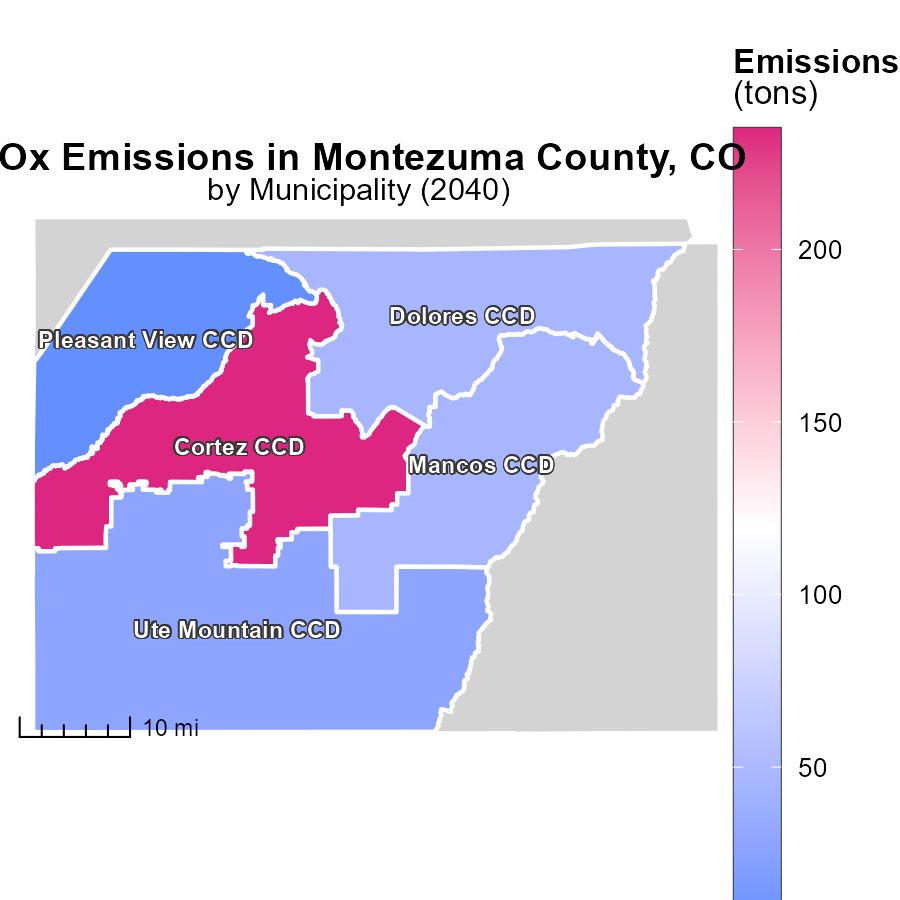 Emissions
(tons)
Ox Emissions in Montezuma County, CO
by Municipality (2040)
200
Dolores CCD
Pleasant View CCD
150
Cortez CCD
Mancos CCD
100
Ute Mountain CCD
10 mi
50